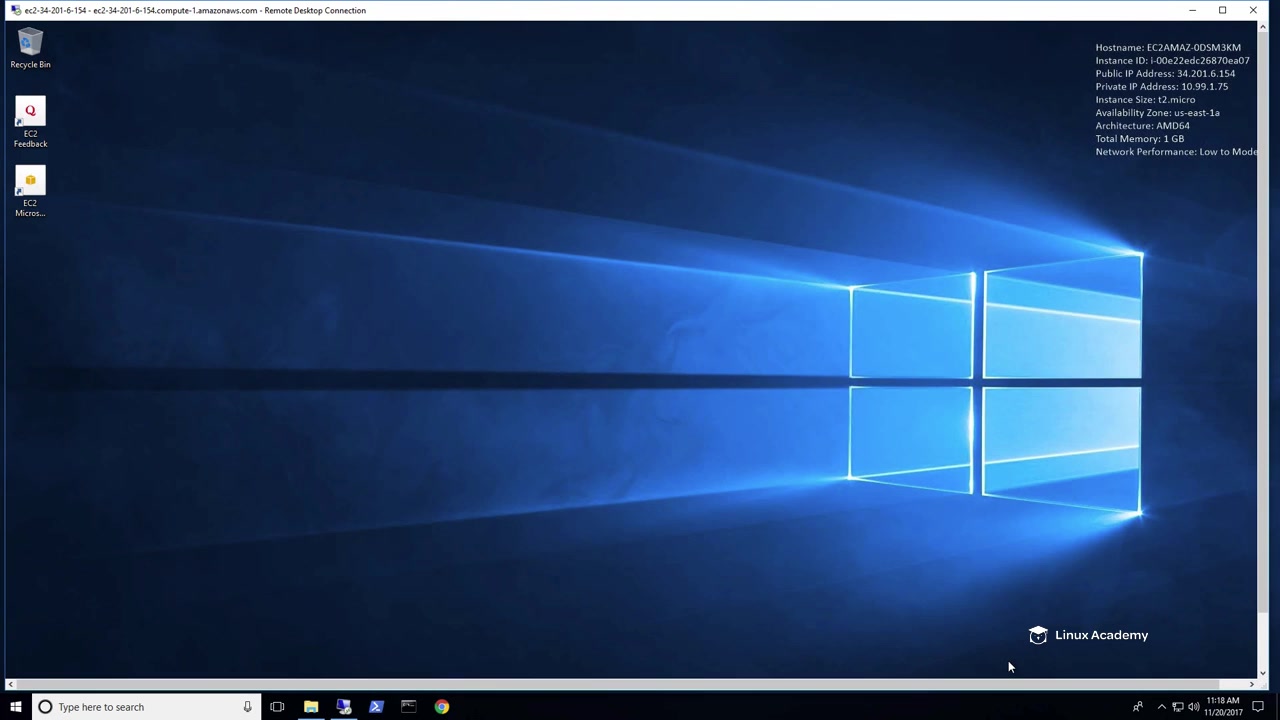 ec2-34-201-6-154 - ec2-34-201-6-154.compute-1.amazonaws.com - Remote Desktop Connection
Recycle Bin
EC2
Feedback
EC2
Micros...
Hostname: EC2AMAZ-0DSM3KM
Instance ID: i-00e22edc26870ea07
Public IP Address: 34.201.6.154
Private IP Address: 10.99.1.75
Instance Size: t2.micro
Availability Zone: us-east-1a
Architecture: AMD64
Total Memory: 1 GB
Network Performance: Low to Mode
Linux Academy
Type here to search
11:18 AM
11/20/2017